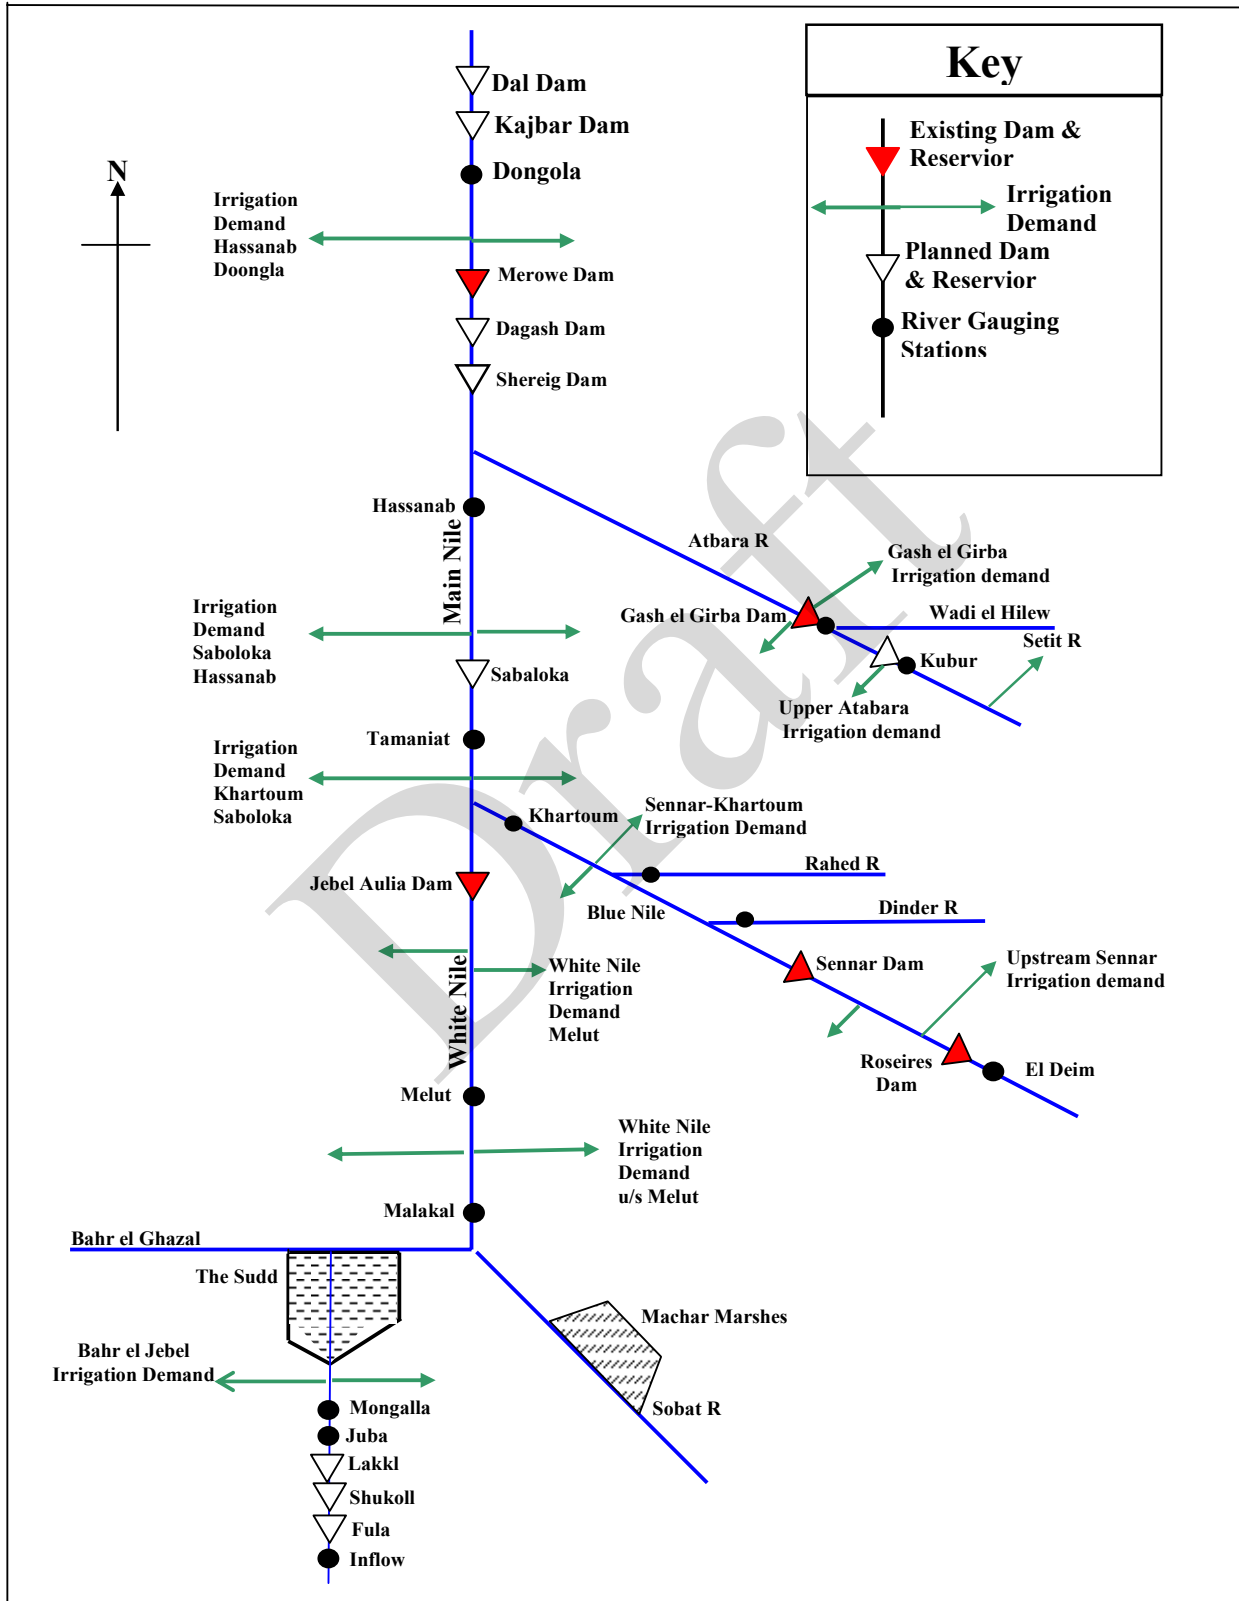 Key
Existing Dam &
Reservior
Irrigation
Demand
Planned Dam
& Reservior
River Gauging
Stations
N
Dal Dam
Kajbar Dam
Dongola
Irrigation
Demand
Hassanab
Doongla
Merowe Dam
Dagash Dam
Shereig Dam
Hassanab
Main Nile
Atbara R
Gash el Girba
Irrigation demand
Gash el Girba Dam
Wadi el Hilew
Setit R
Kubur
Upper Atabara
Irrigation demand
Irrigation
Demand
Saboloka
Hassanab
Sabaloka
Tamaniat
Irrigation
Demand
Khartoum
Saboloka
Khartoum
Sennar-Khartoum
Irrigation Demand
Rahed R
Jebel Aulia Dam
Blue Nile
Dinder R
Sennar Dam
Upstream Sennar
Irrigation demand
White Nile
White Nile
Irrigation
Demand
Melut
Roseires
Dam
El Deim
Melut
White Nile
Irrigation
Demand
u/s Melut
Malakal
Bahr el Ghazal
The Sudd
Machar Marshes
Bahr el Jebel
Irrigation Demand
Sobat R
Mongalla
Juba
Lakkl
Shukoll
Fula
Inflow
Draft